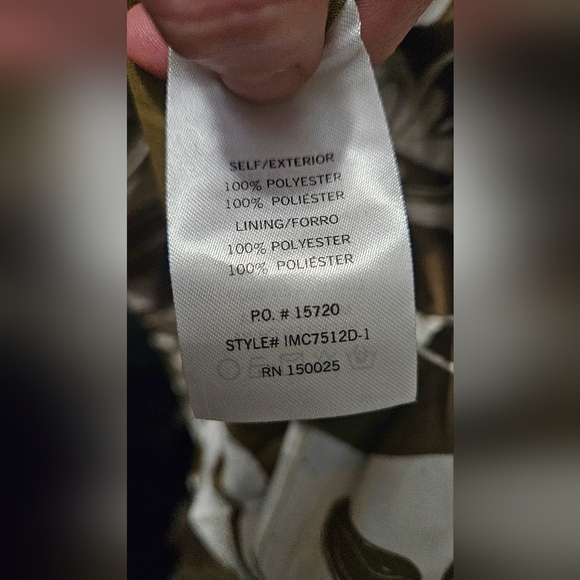 SELF/EXTERIOR
100% POLYESTER
100% POLIÉSTER
LINING/FORRO
100% POLYESTER
100% POLIÉSTER
P.O. # 15720
STYLE# IMC7512D-1
RN 150025